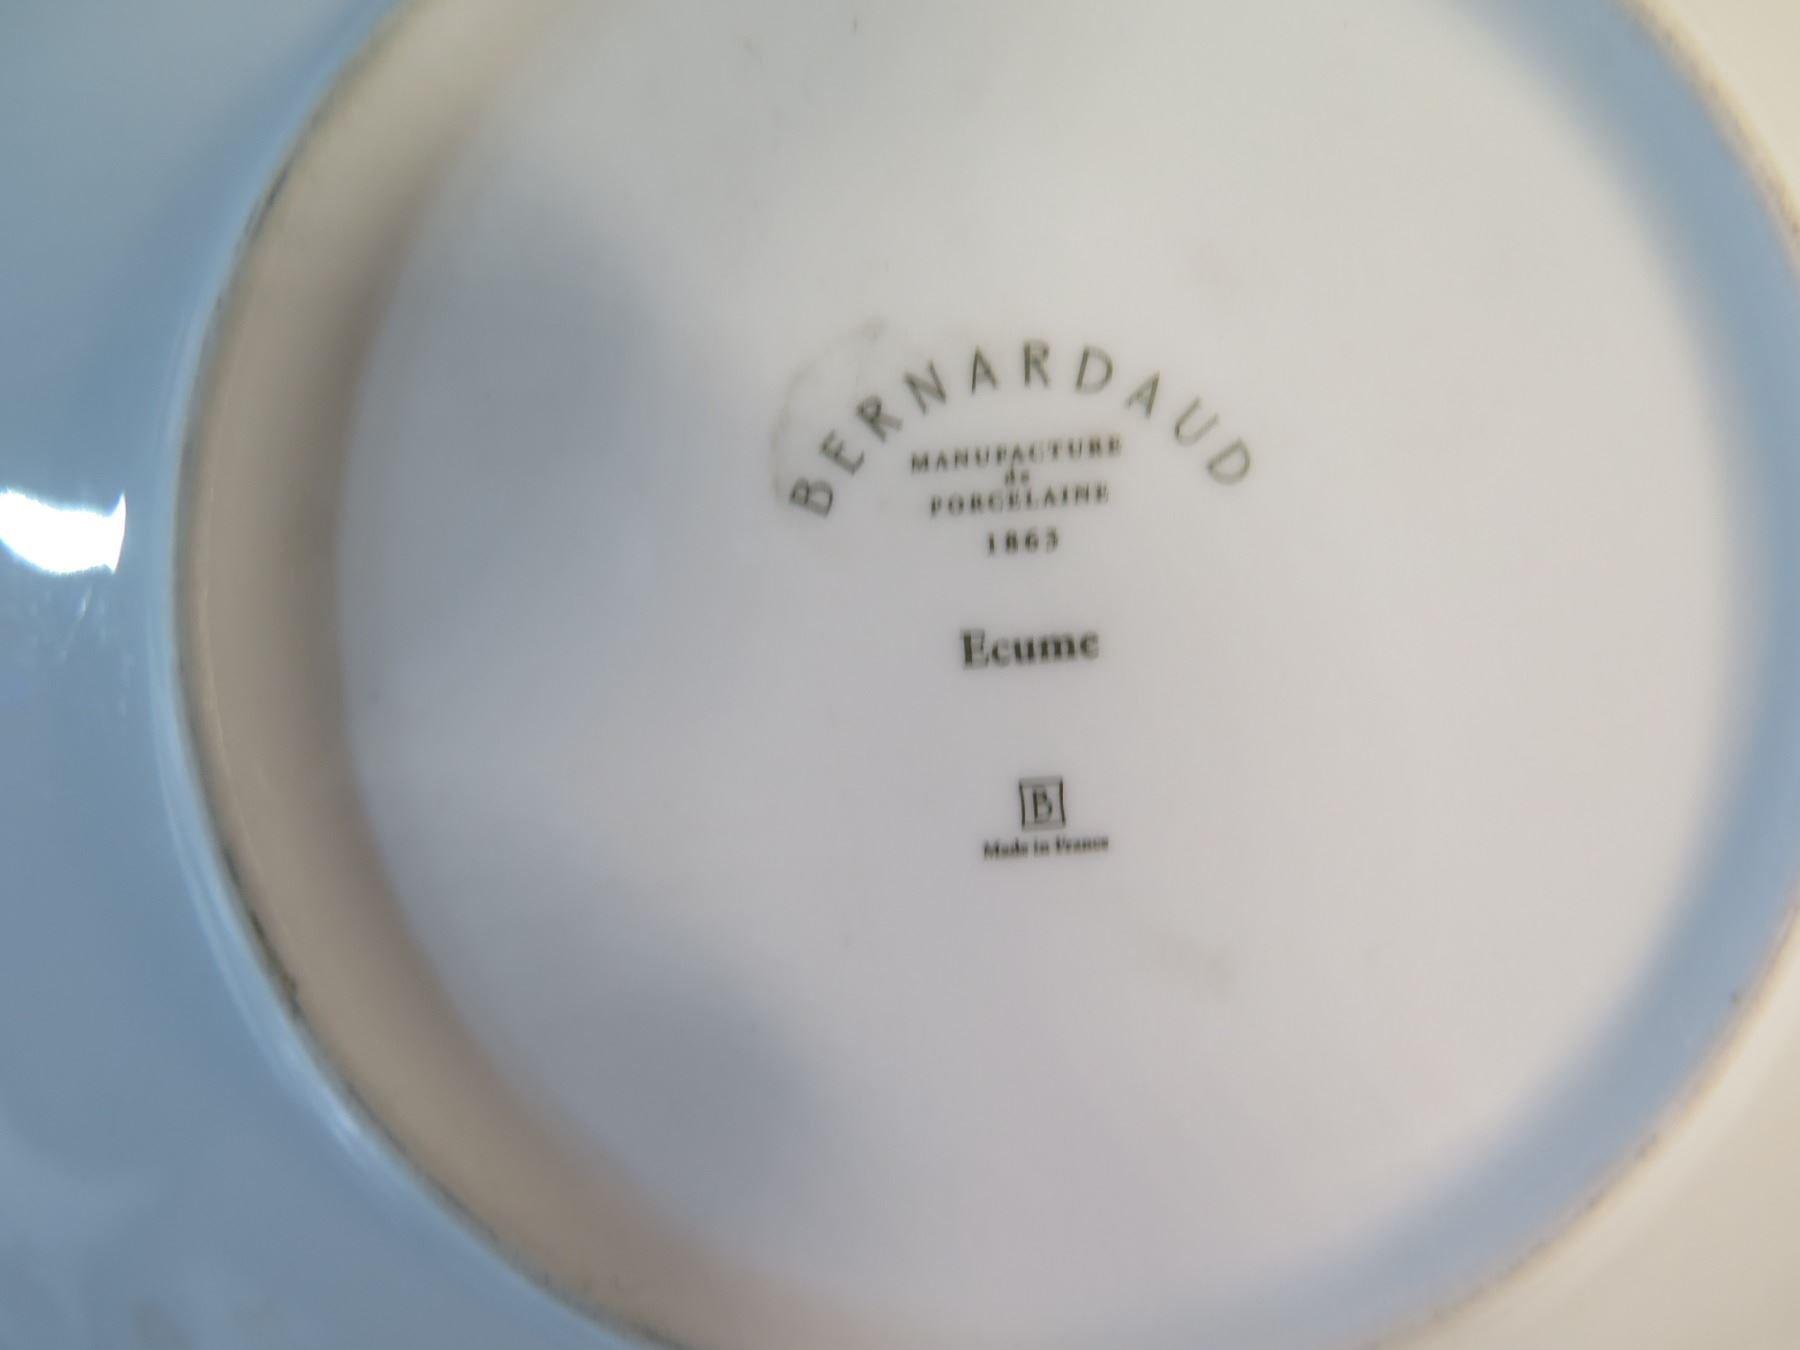 BERNARDAUD
MANUFACTURE
de
PORCELAINE
1863
Ecume
B
Made in France